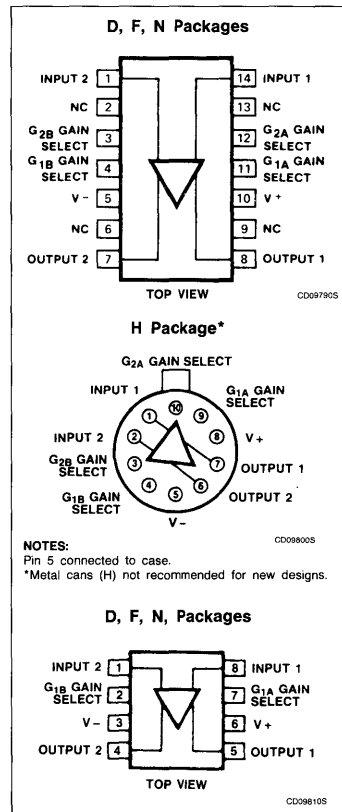 D, F, N Packages
INPUT 2 1 14 INPUT 1
NC 2 13 NC
G2B GAIN SELECT 3 12 G2A GAIN SELECT
G1B GAIN SELECT 4 11 G1A GAIN SELECT
V- 5 10 V+
NC 6 9 NC
OUTPUT 2 7 8 OUTPUT 1
TOP VIEW
CD09790S
H Package*
G2A GAIN SELECT
INPUT 1 G1A GAIN SELECT
1 10 9
INPUT 2 2 8 V+
G2B GAIN SELECT 3 7 OUTPUT 1
G1B GAIN SELECT 4 5 6 OUTPUT 2
V-
CD09800S
NOTES:
Pin 5 connected to case.
*Metal cans (H) not recommended for new designs.
D, F, N, Packages
INPUT 2 1 8 INPUT 1
G1B GAIN SELECT 2 7 G1A GAIN SELECT
V- 3 6 V+
OUTPUT 2 4 5 OUTPUT 1
TOP VIEW
CD09810S